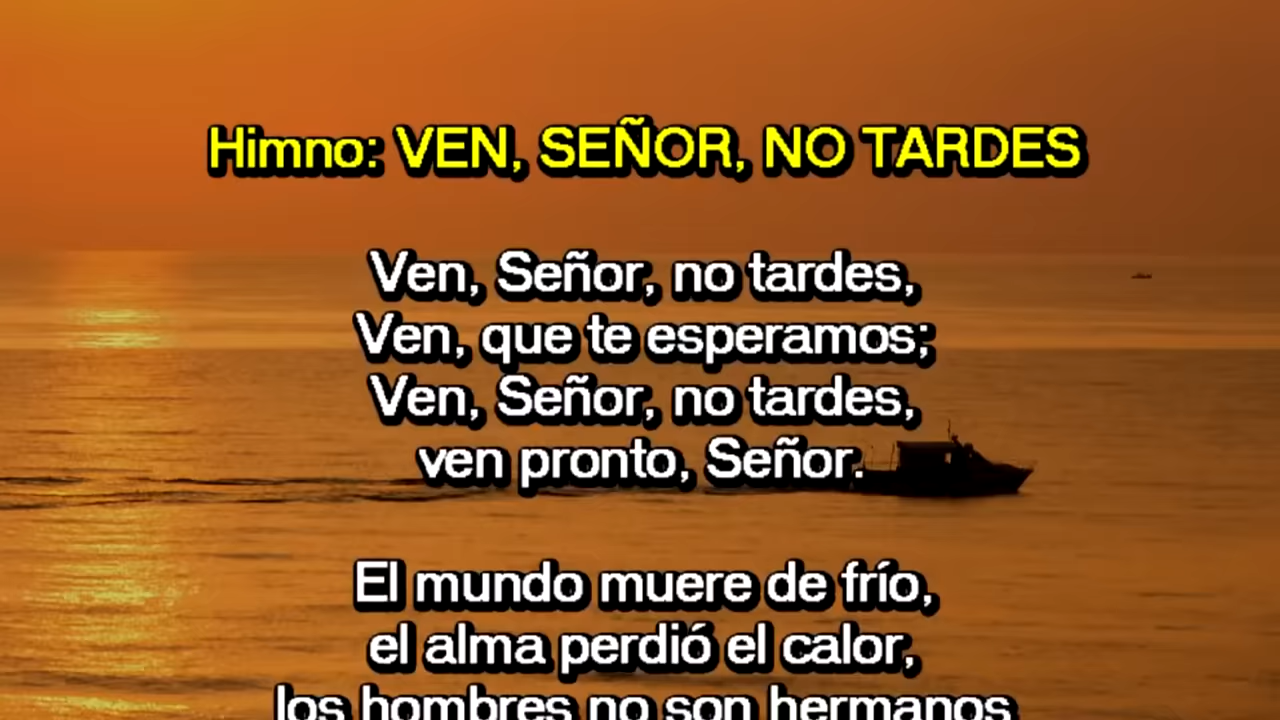 Himno: VEN, SEÑOR, NO TARDES
Ven, Señor, no tardes,
Ven, que te esperamos;
Ven, Señor, no tardes,
ven pronto, Señor.
El mundo muere de frío,
el alma perdió el calor,
los hombres no son hermanos